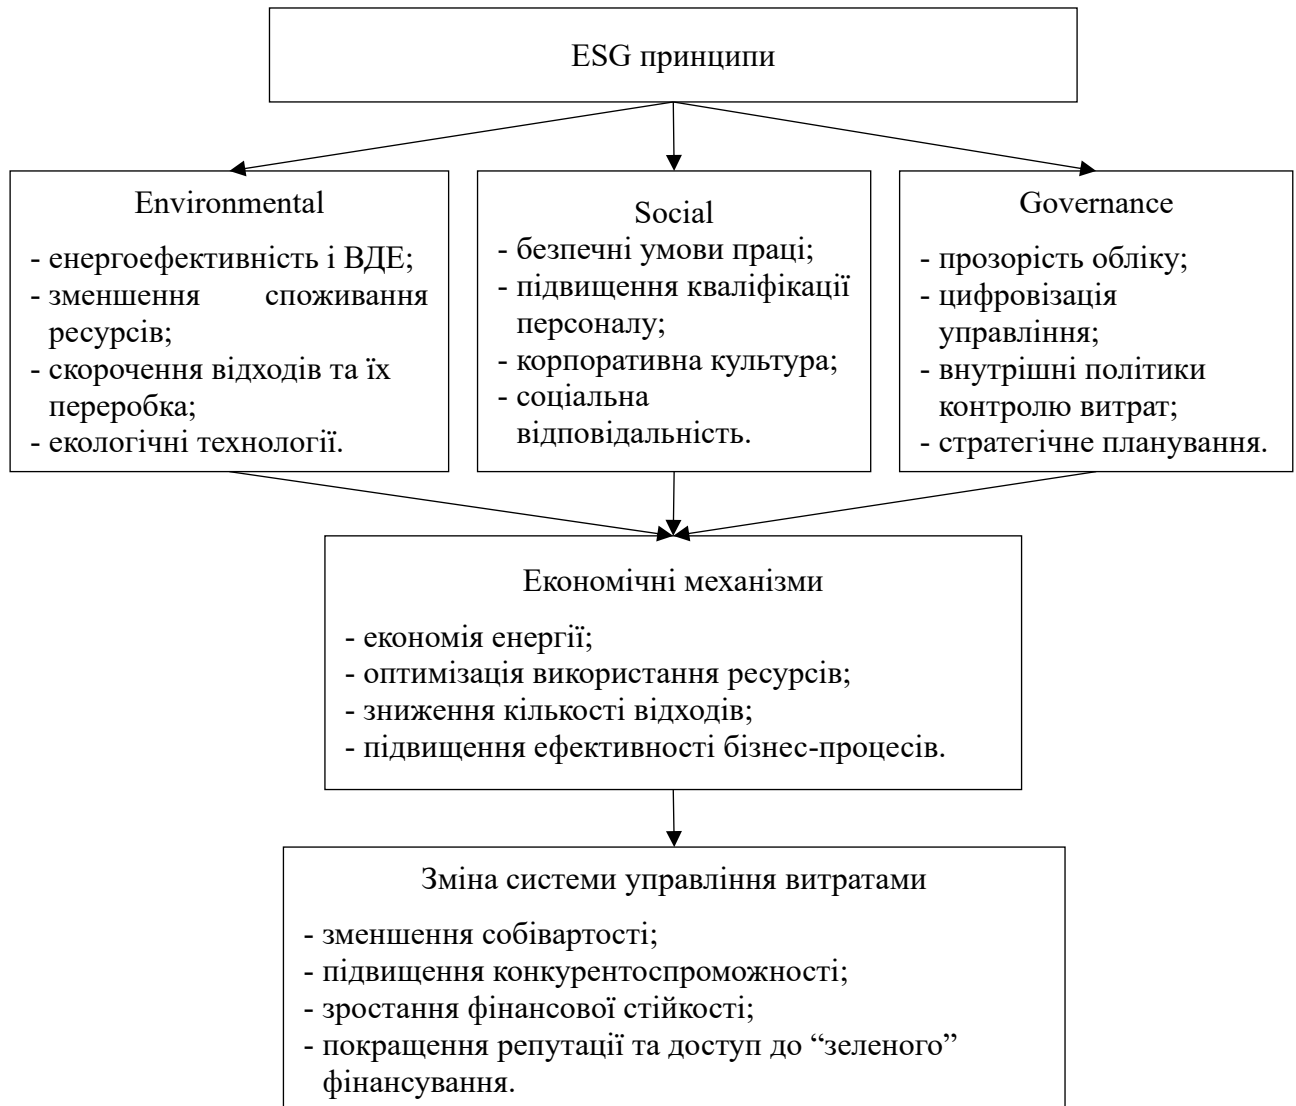 ESG принципи
Environmental
- енергоефективність і ВДЕ;
- зменшення споживання
ресурсів;
- скорочення відходів та їх
переробка;
- екологічні технології.
Social
- безпечні умови праці;
- підвищення кваліфікації
персоналу;
- корпоративна культура;
- соціальна
відповідальність.
Governance
- прозорість обліку;
- цифровізація
управління;
- внутрішні політики
контролю витрат;
- стратегічне планування.
Економічні механізми
- економія енергії;
- оптимізація використання ресурсів;
- зниження кількості відходів;
- підвищення ефективності бізнес-процесів.
Зміна системи управління витратами
- зменшення собівартості;
- підвищення конкурентоспроможності;
- зростання фінансової стійкості;
- покращення репутації та доступ до “зеленого”
фінансування.